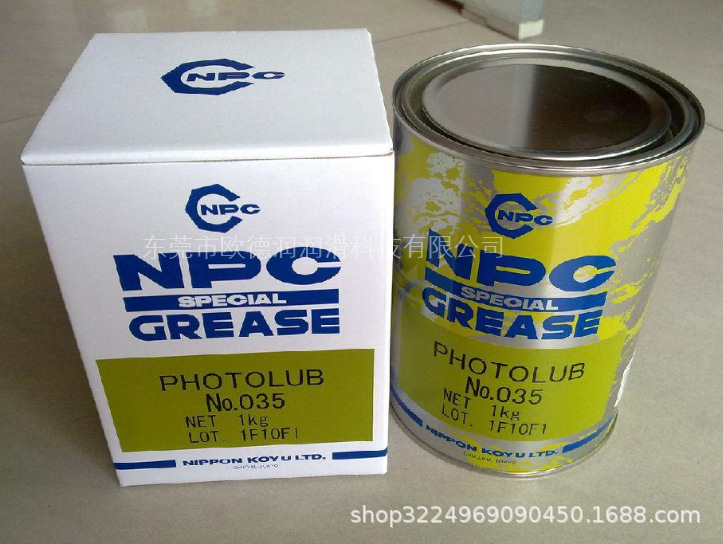 NPC
NPC
NPC
SPECIAL
GREASE
PHOTOLUB
No.035
NET 1kg
LOT. 1F10F1
NIPPON KOYU LTD.
NPC
NPC
SPECIAL
GREASE
PHOTOLUB
No.035
NET 1kg
LOT. 1F10F1
NIPPON KOYU LTD.
东莞市欧德润润滑科技有限公司
shop3224969090450.1688.com